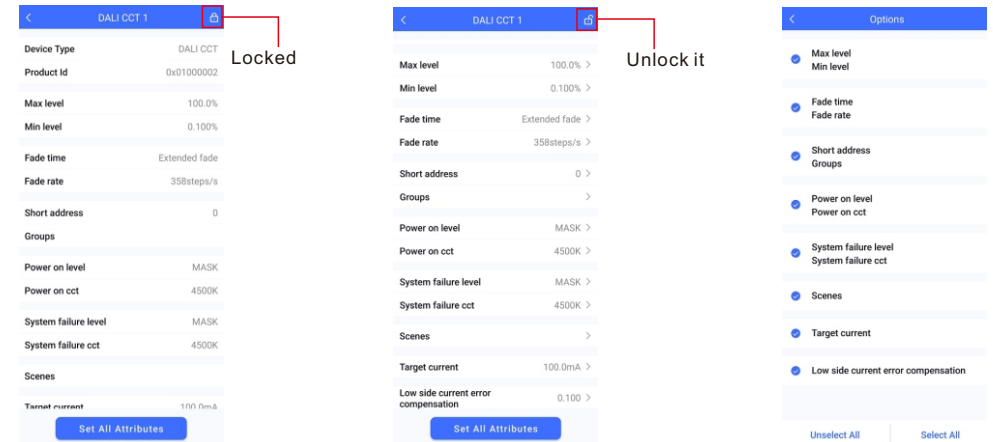 DALI CCT 1
Device Type DALI CCT
Product Id 0x01000002
Max level 100.0%
Min level 0.100%
Fade time Extended fade
Fade rate 358steps/s
Short address 0
Groups
Power on level MASK
Power on cct 4500K
System failure level MASK
System failure cct 4500K
Scenes
Target current 100.0mA
Set All Attributes
Locked
DALI CCT 1
Max level 100.0% >
Min level 0.100% >
Fade time Extended fade >
Fade rate 358steps/s >
Short address 0 >
Groups >
Power on level MASK >
Power on cct 4500K >
System failure level MASK >
System failure cct 4500K >
Scenes >
Target current 100.0mA >
Low side current error
compensation 0.100 >
Set All Attributes
Unlock it
Options
Max level
Min level
Fade time
Fade rate
Short address
Groups
Power on level
Power on cct
System failure level
System failure cct
Scenes
Target current
Low side current error compensation
Unselect All Select All